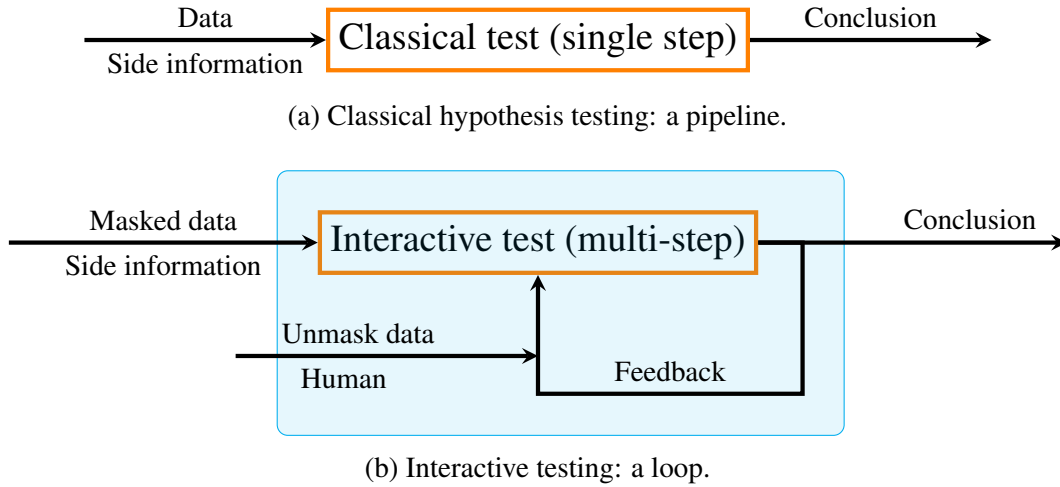 Data
Side information
Classical test (single step)
Conclusion
(a) Classical hypothesis testing: a pipeline.
Masked data
Side information
Interactive test (multi-step)
Conclusion
Unmask data
Human
Feedback
(b) Interactive testing: a loop.